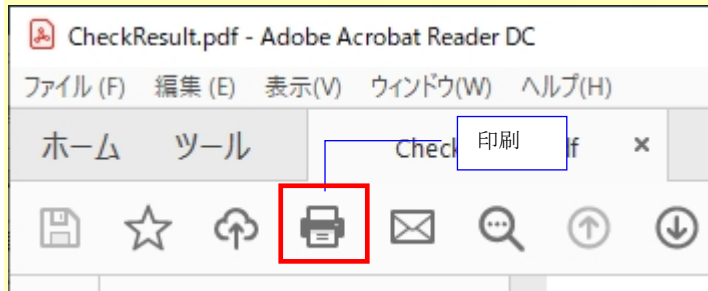 CheckResult.pdf - Adobe Acrobat Reader DC
ファイル(F) 編集(E) 表示(V) ウィンドウ(W) ヘルプ(H)
ホーム ツール Check 印刷 ×